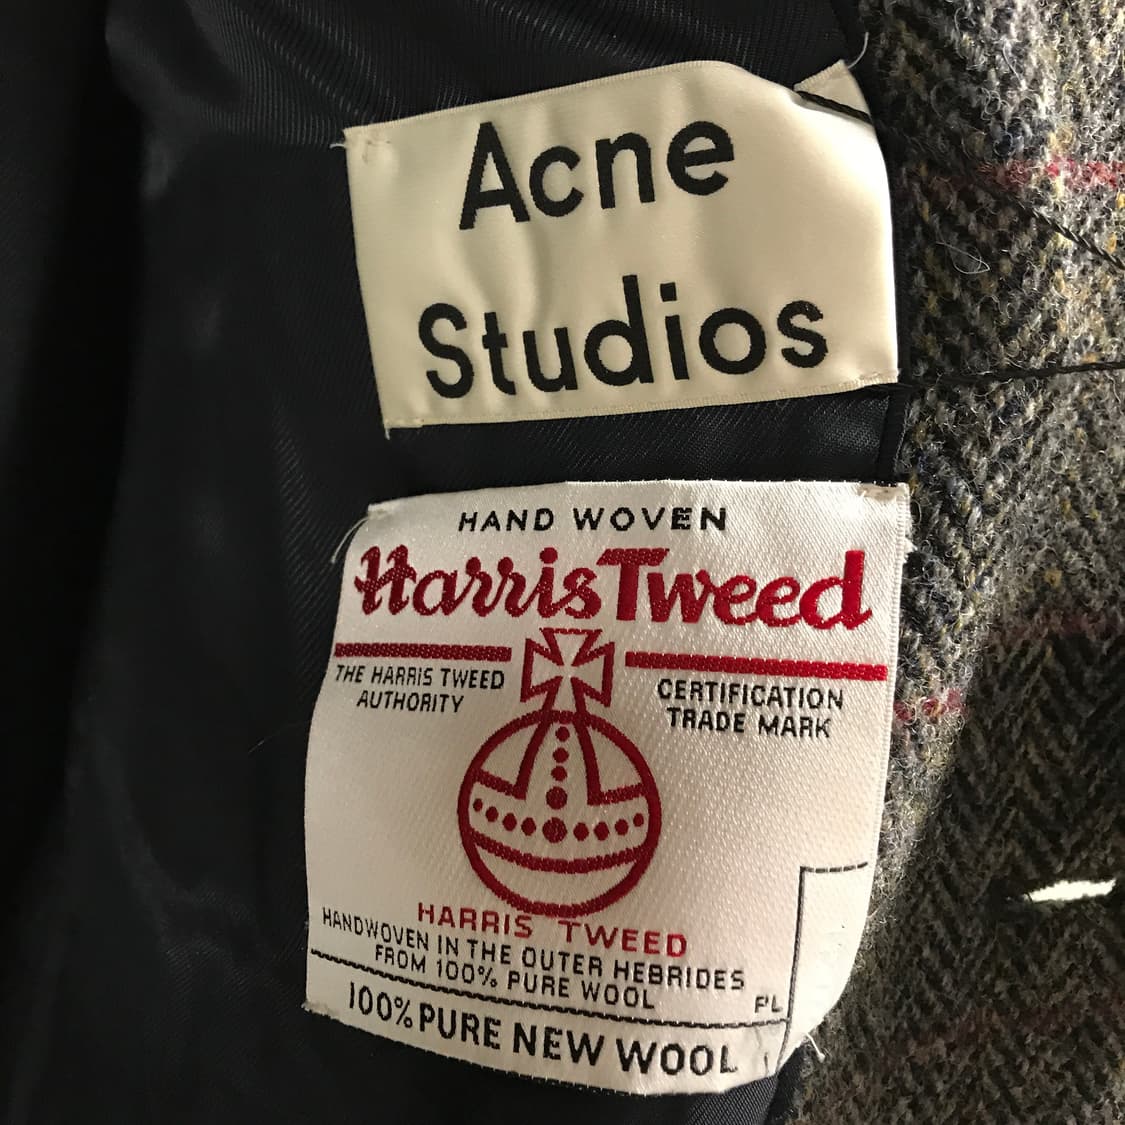 Acne
Studios
HAND WOVEN
Harris Tweed
THE HARRIS TWEED
AUTHORITY
CERTIFICATION
TRADE MARK
HARRIS TWEED
HANDWOVEN IN THE OUTER HEBRIDES
FROM 100% PURE WOOL
PL
100% PURE NEW WOOL